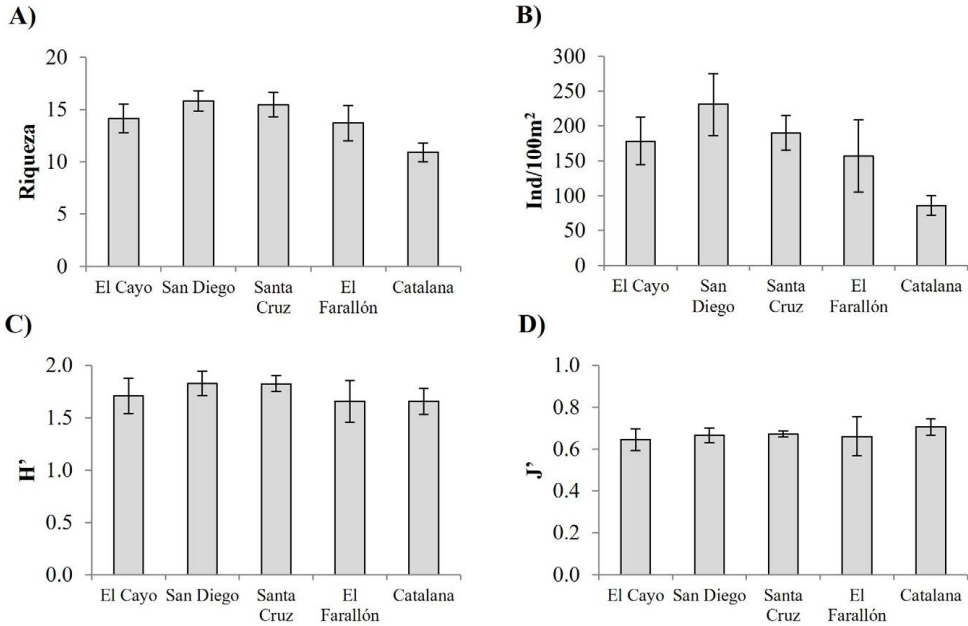 A)
20
15
10
5
0
Riqueza
El Cayo San Diego Santa Cruz El Farallón Catalana
B)
300
250
200
150
100
50
0
Ind/100m²
El Cayo San Diego Santa Cruz El Farallón Catalana
C)
2.0
1.5
1.0
0.5
0.0
H’
El Cayo San Diego Santa Cruz El Farallón Catalana
D)
1.0
0.8
0.6
0.4
0.2
0.0
J’
El Cayo San Diego Santa Cruz El Farallón Catalana